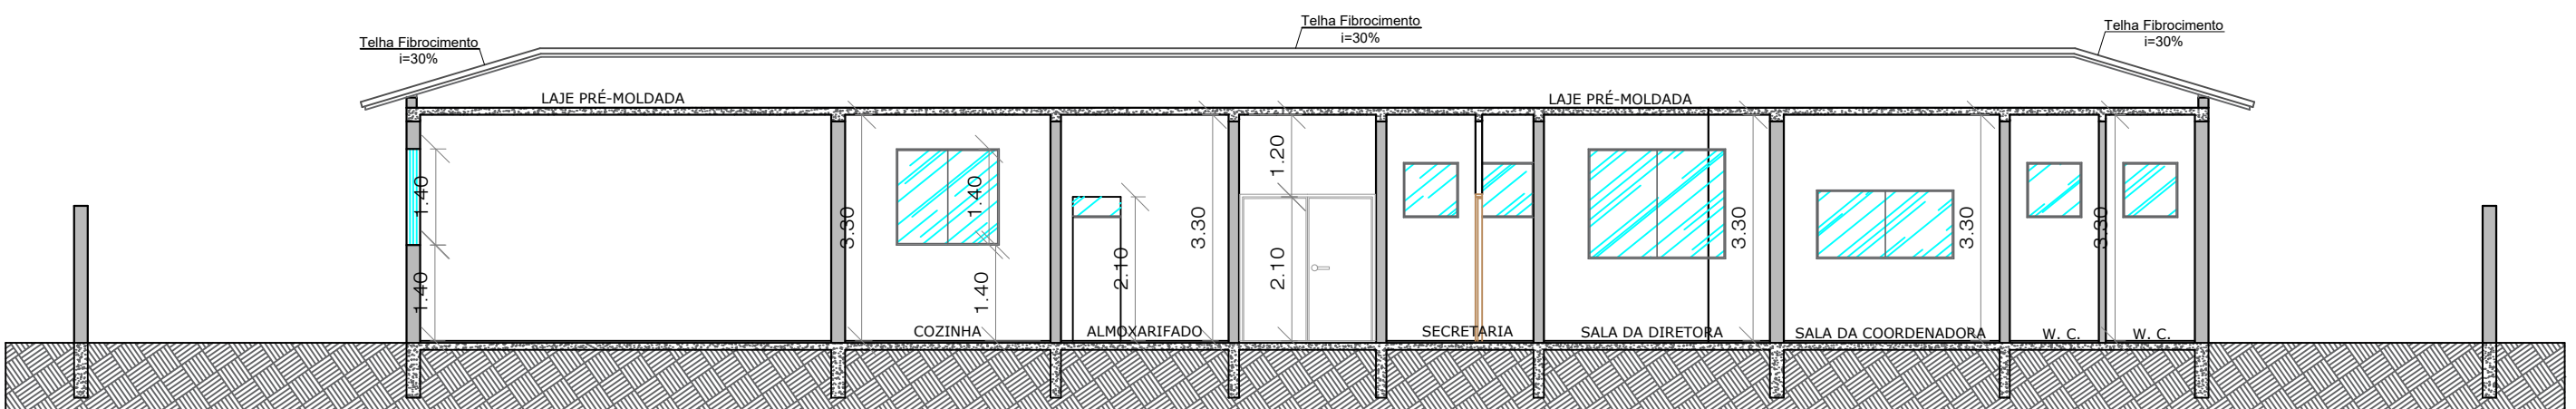 Telha Fibrocimento
i=30%
Telha Fibrocimento
i=30%
Telha Fibrocimento
i=30%
LAJE PRÉ-MOLDADA
LAJE PRÉ-MOLDADA
1.40
1.40
3.30
1.40
1.40
2.10
3.30
1.20
2.10
3.30
3.30
3.30
COZINHA
ALMOXARIFADO
SECRETARIA
SALA DA DIRETORA
SALA DA COORDENADORA
W. C.
W. C.